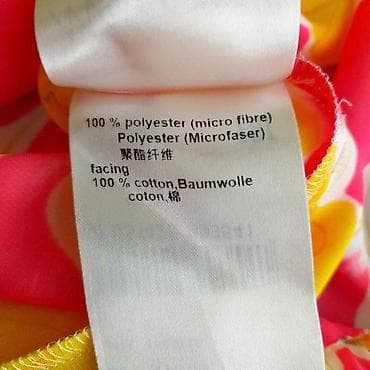 100 % polyester (micro fibre)
Polyester (Microfaser)
聚酯纤维
facing
100 % cotton,Baumwolle
coton,棉